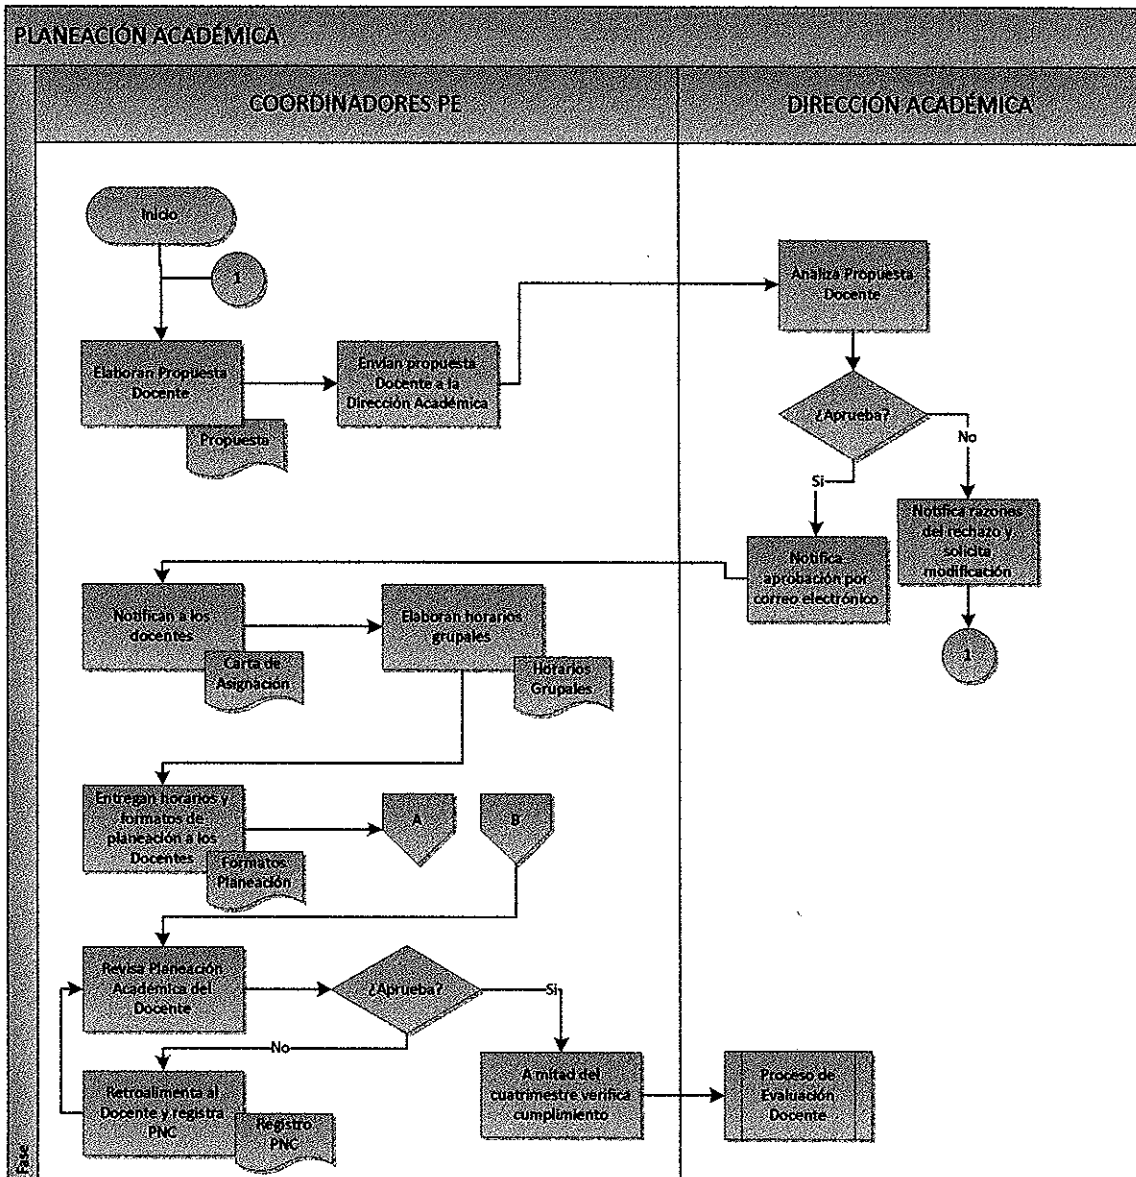 PLANEACIÓN ACADÉMICA
COORDINADORES PE
DIRECCIÓN ACADÉMICA
Inicio
1
Elaboran Propuesta
Docente
Propuesta
Envían propuesta
Docente a la
Dirección Académica
Analiza Propuesta
Docente
¿Aprueba?
No
Si
Notifica razones
del rechazo y
solicita
modificación
Notifica
aprobación por
correo electrónico
1
Notifican a los
docentes
Carta de
Asignación
Elaboran horarios
grupales
Horarios
Grupales
Entregan horarios y
formatos de
planeación a los
Docentes
Formatos
Planeación
A
B
Revisa Planeación
Académica del
Docente
¿Aprueba?
Si
No
Retroalimenta al
Docente y registra
PNC
Registro
PNC
A mitad del
cuatrimestre verifica
cumplimiento
Proceso de
Evaluación
Docente
Fase